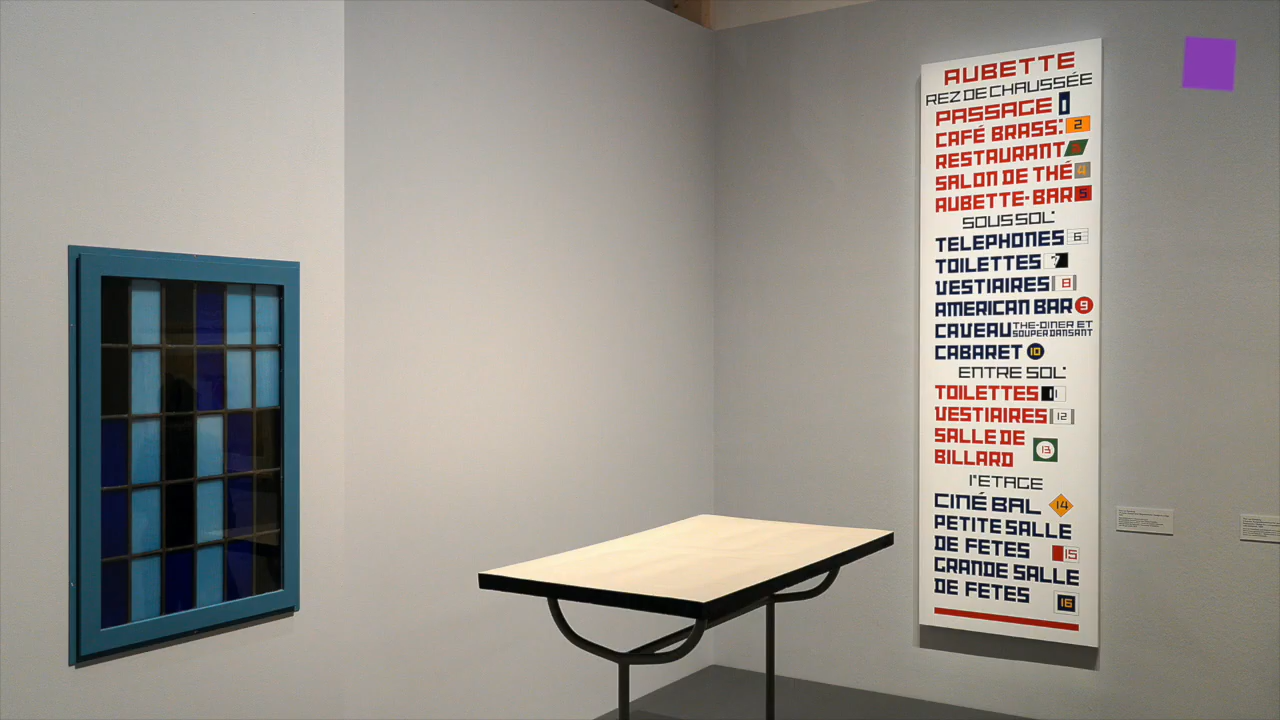 AUBETTE
REZ DE CHAUSSÉE
PASSAGE 1
CAFÉ BRASS: 2
RESTAURANT 3
SALON DE THÉ 4
AUBETTE-BAR 5
SOUSSOL
TELEPHONES 6
TOILETTES 7
VESTIAIRES 8
AMERICAN BAR 9
CAVEAU THE-DINER ET
SOUPER DANSANT
CABARET 10
ENTRE SOL
TOILETTES 11
VESTIAIRES 12
SALLE DE
BILLARD 13
1'ETAGE
CINÉ BAL 14
PETITE SALLE
DE FETES 15
GRANDE SALLE
DE FETES 16